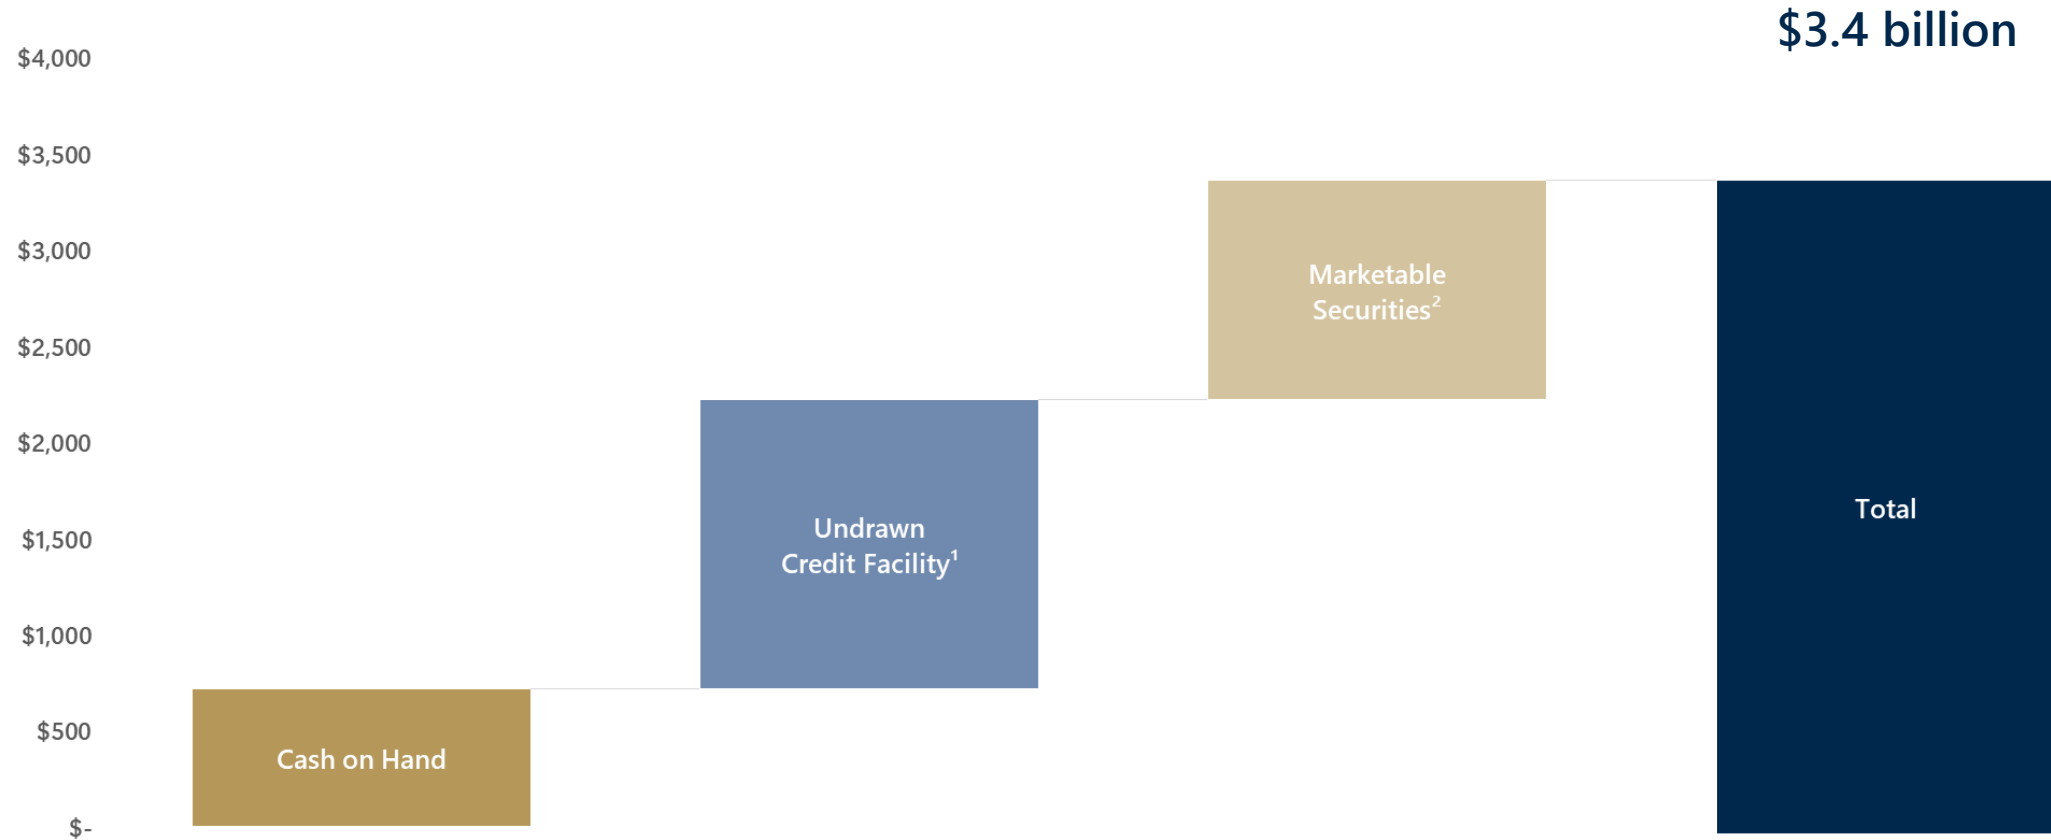 $3.4 billion
$4,000
$3,500
$3,000
$2,500
$2,000
$1,500
$1,000
$500
$-
Cash on Hand
Undrawn
Credit Facility¹
Marketable
Securities²
Total